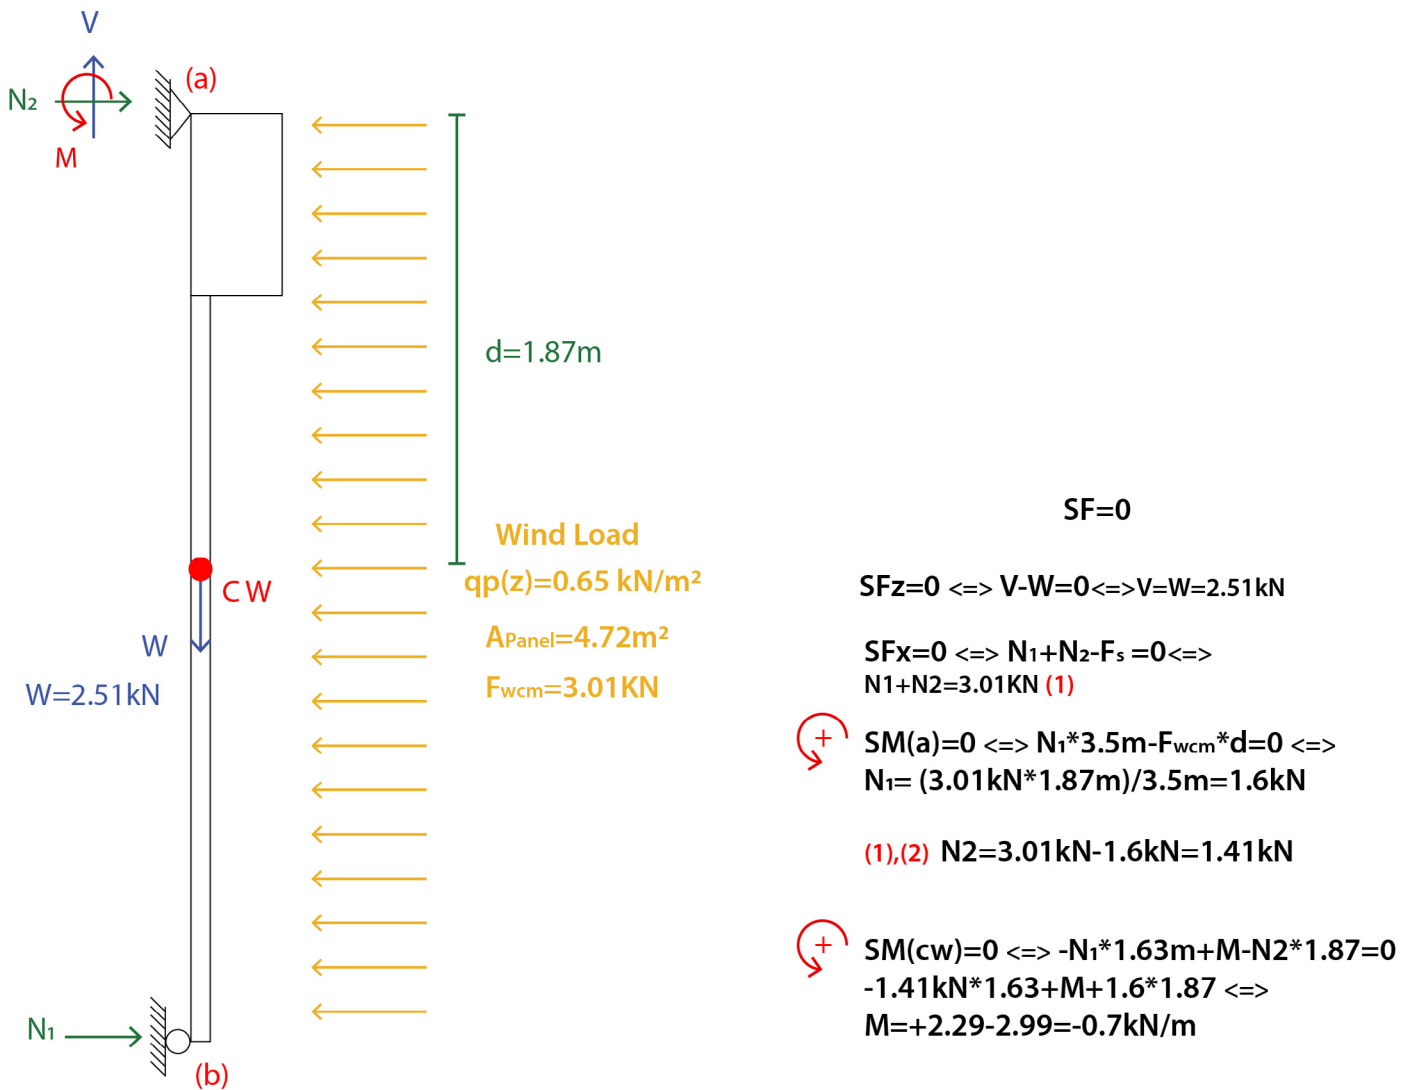 V
(a)
N₂
M
d=1.87m
Wind Load
qp(z)=0.65 kN/m²
APanel=4.72m²
Fwcm=3.01KN
C W
W
W=2.51kN
N₁
(b)
SF=0
SFz=0 <=> V-W=0<=>V=W=2.51kN
SFx=0 <=> N₁+N₂-Fₛ =0<=>
N1+N2=3.01KN (1)
+ SM(a)=0 <=> N₁*3.5m-Fwcm*d=0 <=>
N₁= (3.01kN*1.87m)/3.5m=1.6kN
(1),(2) N2=3.01kN-1.6kN=1.41kN
+ SM(cw)=0 <=> -N₁*1.63m+M-N2*1.87=0
-1.41kN*1.63+M+1.6*1.87 <=>
M=+2.29-2.99=-0.7kN/m